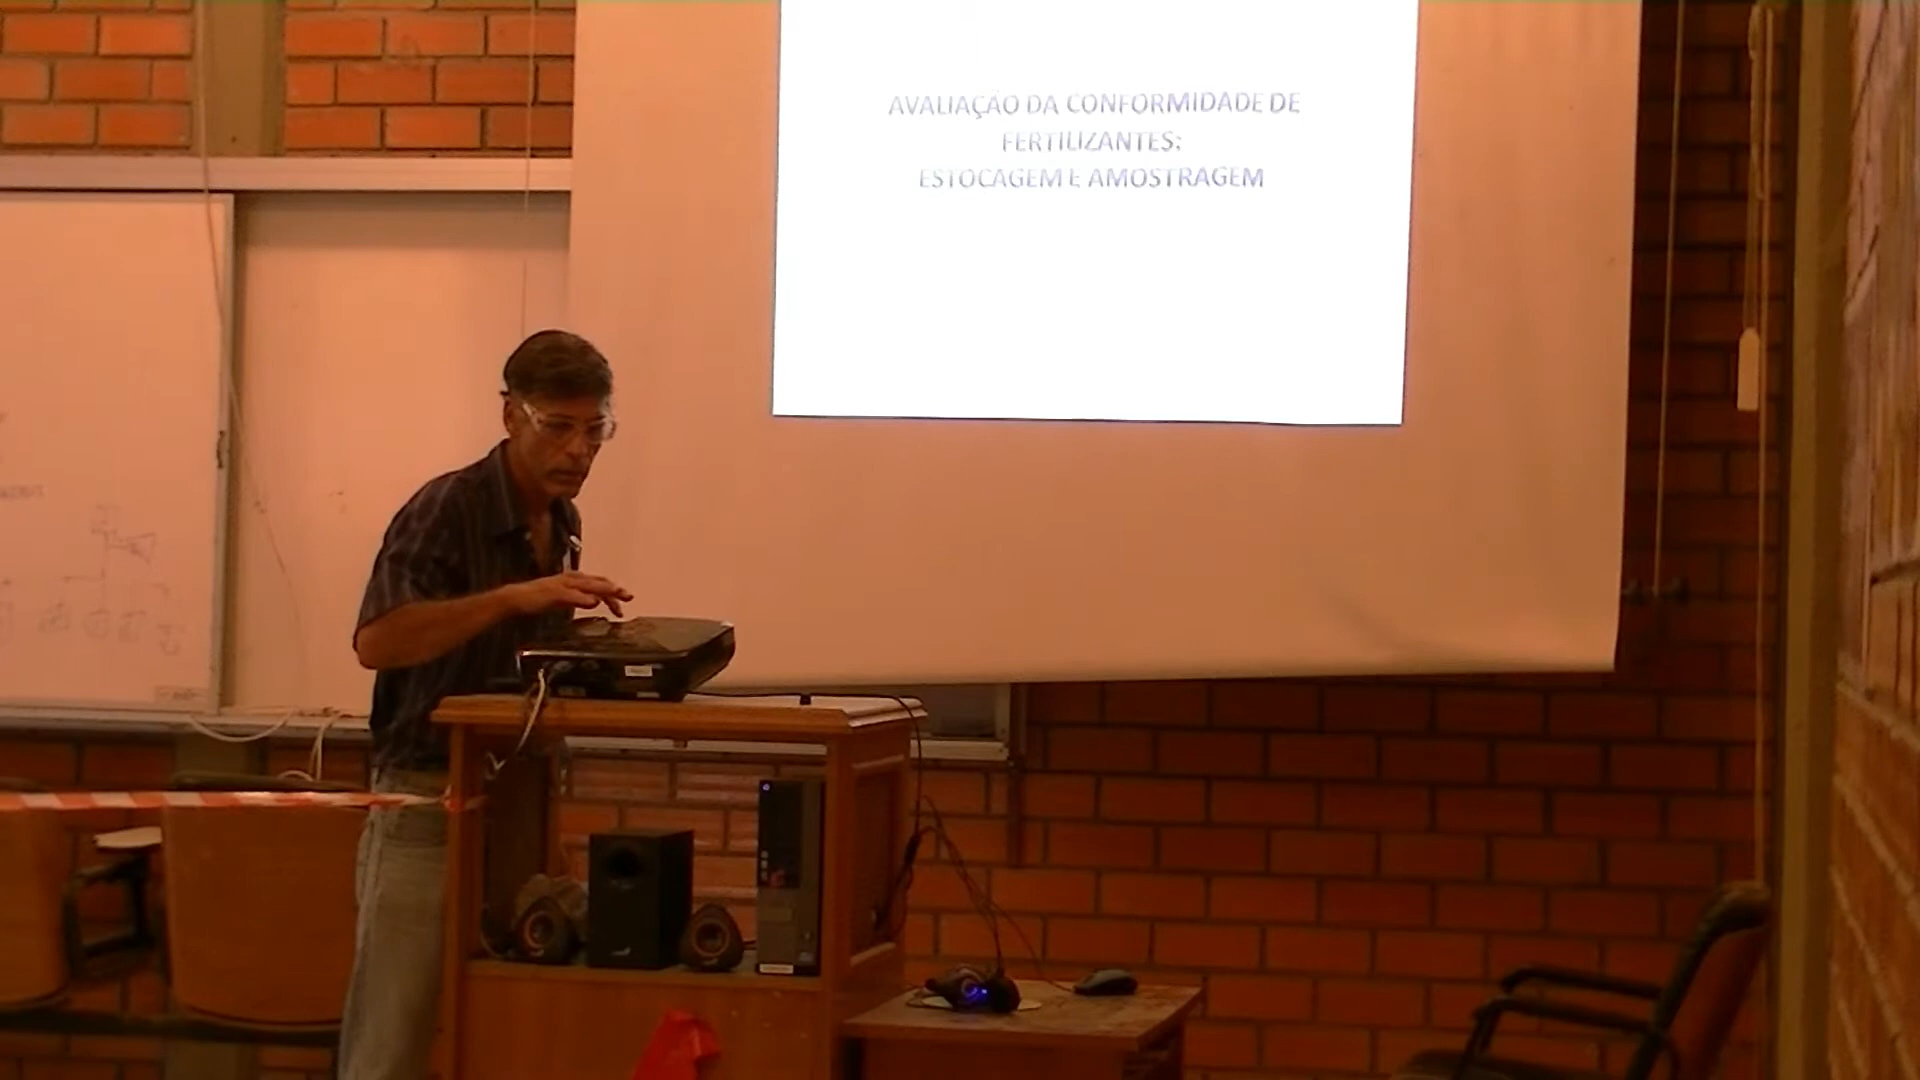 AVALIAÇÃO DA CONFORMIDADE DE
FERTILIZANTES:
ESTOCAGEM E AMOSTRAGEM